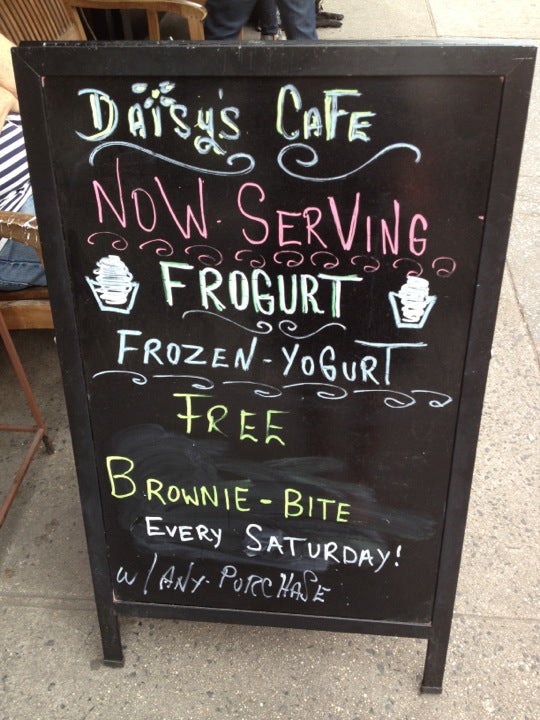 Daisy's Cafe
Now Serving
FROGURT
FROZEN-YOGURT
FREE
BROWNIE-BITE
EVERY SATURDAY!
w/ANY PURCHASE